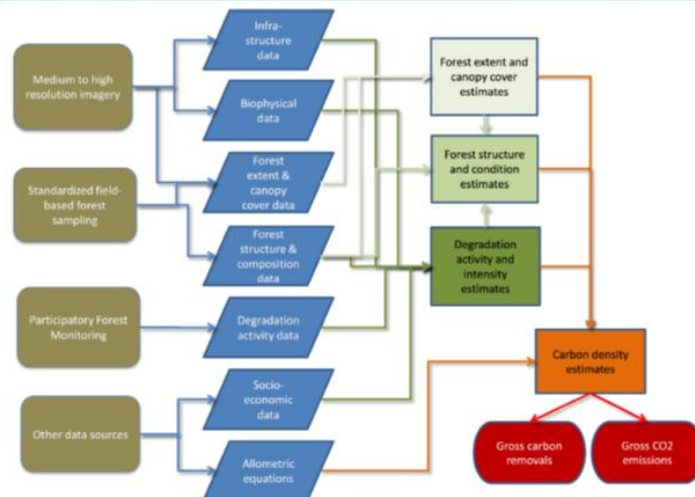 Medium to high
resolution imagery
Standardized field-
based forest
sampling
Participatory Forest
Monitoring
Other data sources
Infra-
structure
data
Biophysical
data
Forest
extent &
canopy
cover data
Forest
structure &
composition
data
Degradation
activity data
Socio-
economic
data
Allometric
equations
Forest extent and
canopy cover
estimates
Forest structure
and condition
estimates
Degradation
activity and
intensity
estimates
Carbon density
estimates
Gross carbon
removals
Gross CO2
emissions